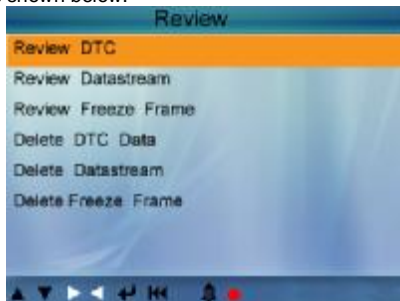 shown below:
Review
Review DTC
Review Datastream
Review Freeze Frame
Delete DTC Data
Delete Datastream
Delete Freeze Frame